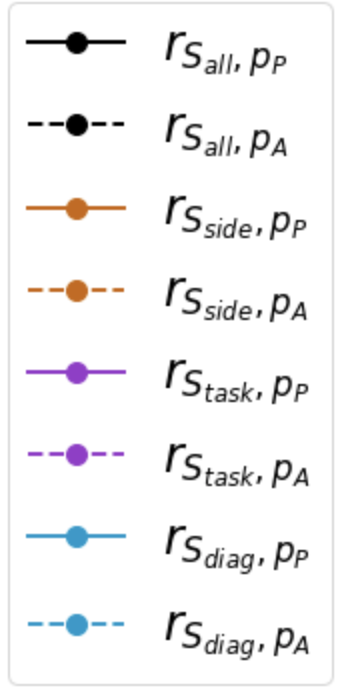 r_{S_{all}, p_P}
r_{S_{all}, p_A}
r_{S_{side}, p_P}
r_{S_{side}, p_A}
r_{S_{task}, p_P}
r_{S_{task}, p_A}
r_{S_{diag}, p_P}
r_{S_{diag}, p_A}